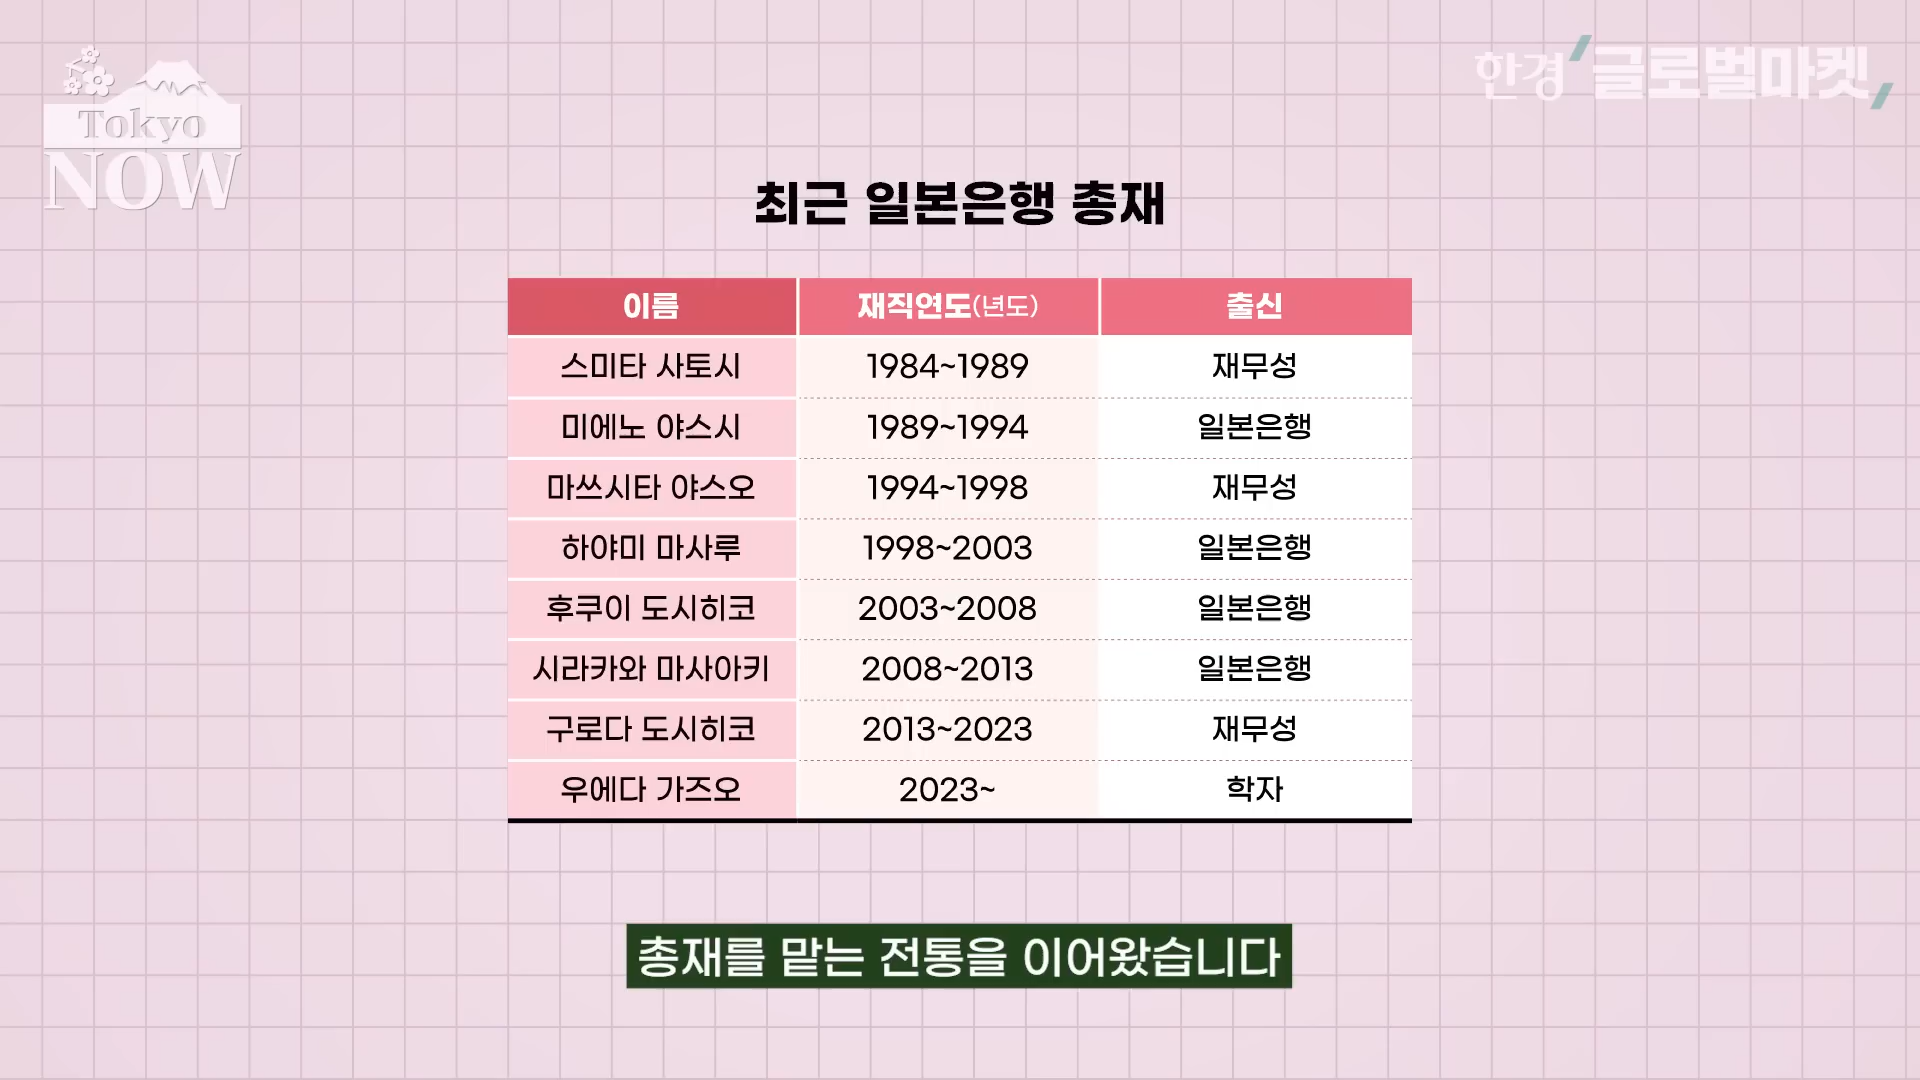 Tokyo
NOW
한경 글로벌마켓
최근 일본은행 총재
이름 재직연도(년도) 출신
스미타 사토시 1984~1989 재무성
미에노 야스시 1989~1994 일본은행
마쓰시타 야스오 1994~1998 재무성
하야미 마사루 1998~2003 일본은행
후쿠이 도시히코 2003~2008 일본은행
시라카와 마사아키 2008~2013 일본은행
구로다 도시히코 2013~2023 재무성
우에다 가즈오 2023~ 학자
총재를 맡는 전통을 이어왔습니다